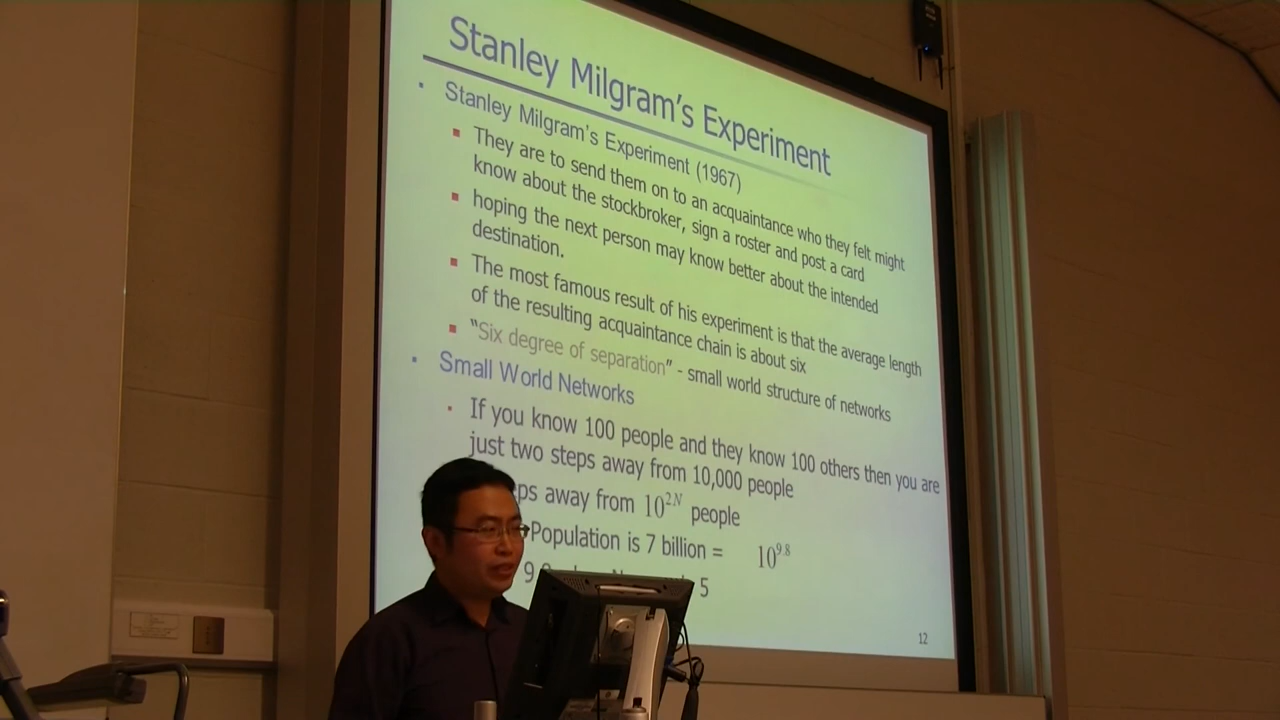 Stanley Milgram's Experiment
Stanley Milgram's Experiment (1967)
They are to send them on to an acquaintance who they felt might
know about the stockbroker, sign a roster and post a card
hoping the next person may know better about the intended
destination.
The most famous result of his experiment is that the average length
of the resulting acquaintance chain is about six
"Six degree of separation" - small world structure of networks
Small World Networks
If you know 100 people and they know 100 others then you are
just two steps away from 10,000 people
away from 10^{2N} people
Population is 7 billion = 10^{9.8}
5
12